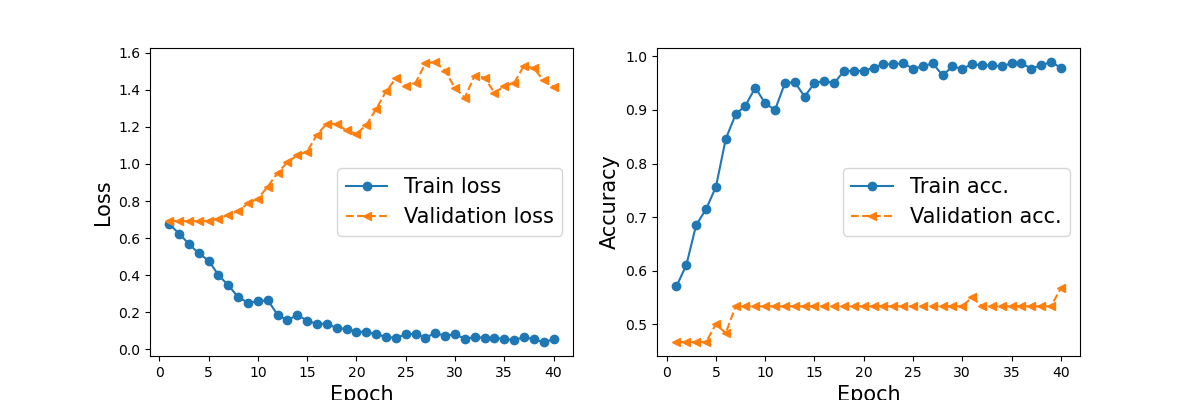 1.6
1.4
1.2
1.0
0.8
0.6
0.4
0.2
0.0
Loss
Train loss
Validation loss
0 5 10 15 20 25 30 35 40
Epoch
1.0
0.9
0.8
0.7
0.6
0.5
Accuracy
Train acc.
Validation acc.
0 5 10 15 20 25 30 35 40
Epoch